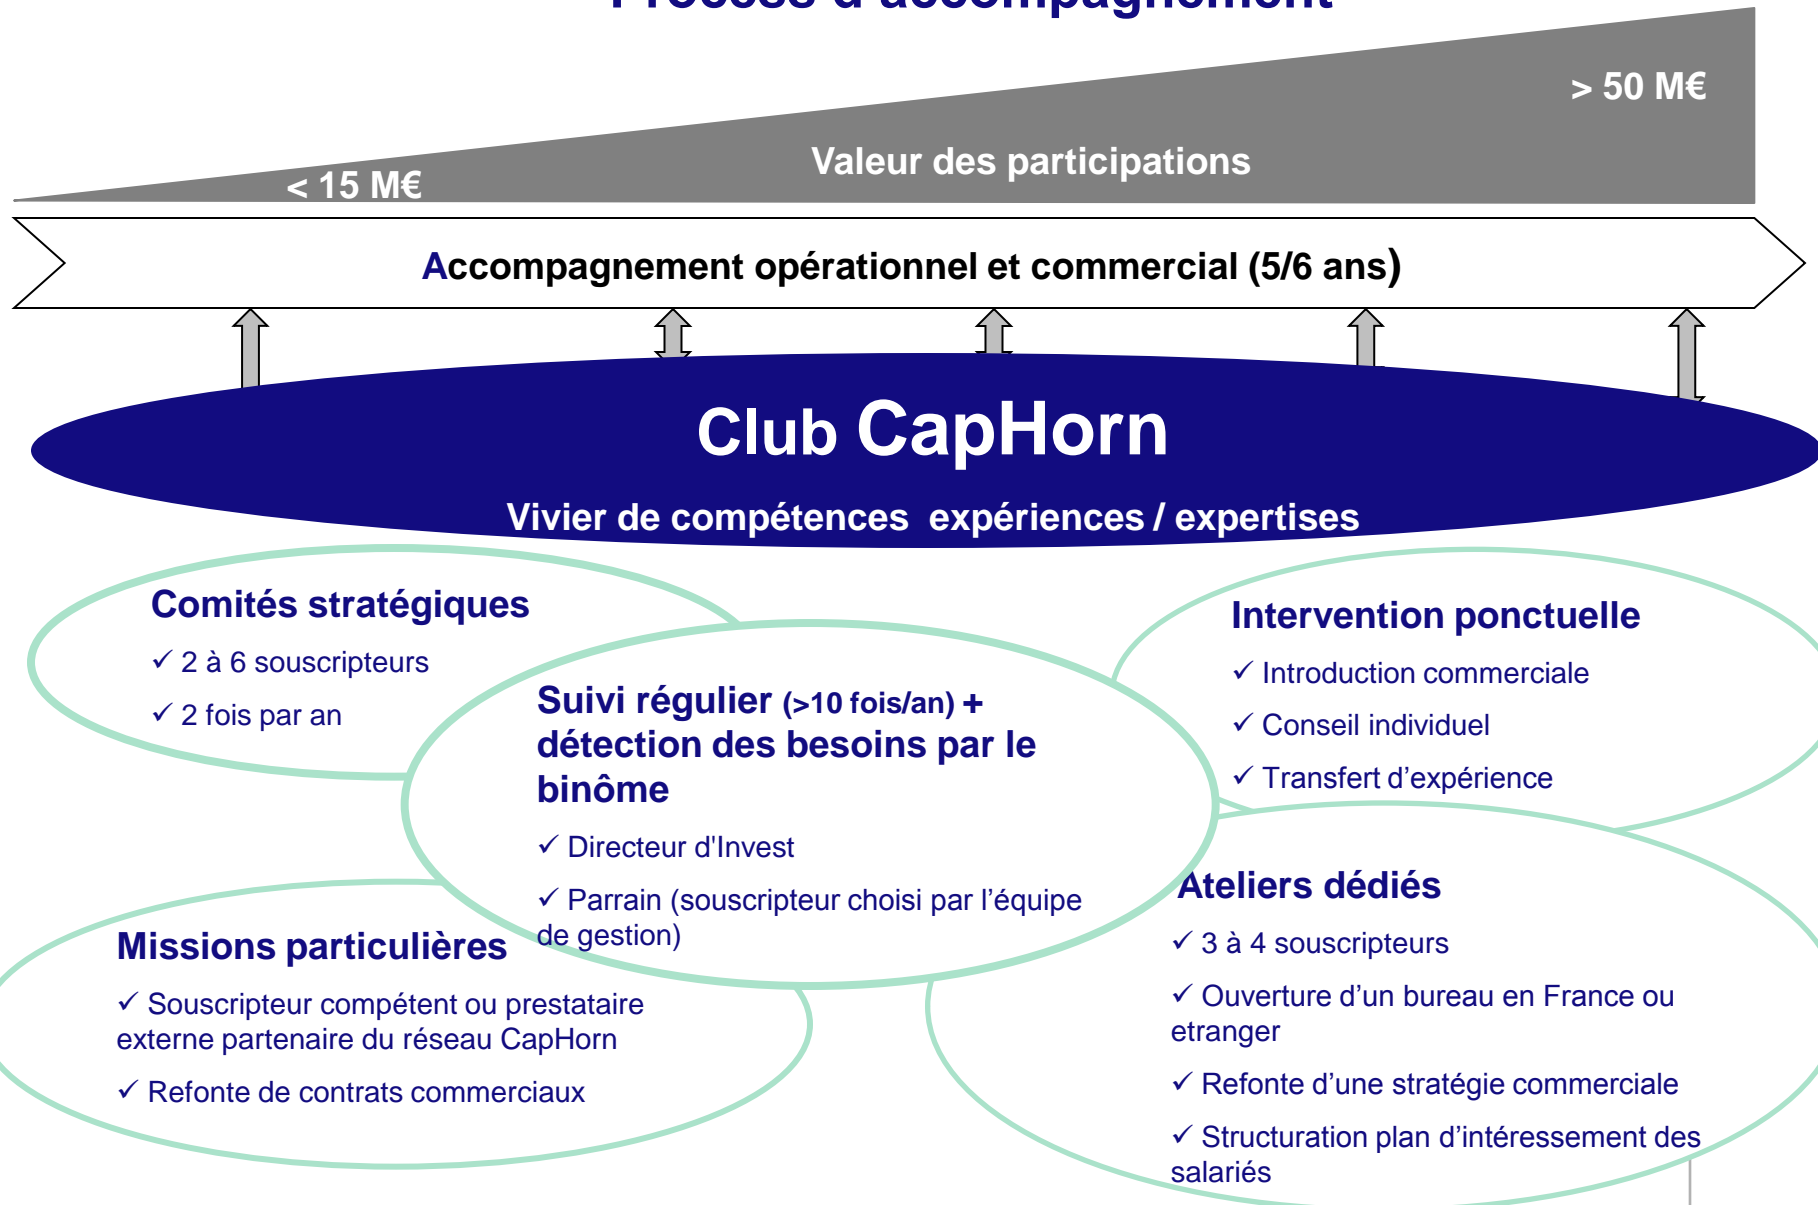 Process d'accompagnement
> 50 M€
Valeur des participations
< 15 M€
Accompagnement opérationnel et commercial (5/6 ans)
Club CapHorn
Vivier de compétences expériences / expertises
Comités stratégiques
✓ 2 à 6 souscripteurs
✓ 2 fois par an
Suivi régulier (>10 fois/an) +
détection des besoins par le
binôme
✓ Directeur d'Invest
✓ Parrain (souscripteur choisi par l’équipe
de gestion)
Intervention ponctuelle
✓ Introduction commerciale
✓ Conseil individuel
✓ Transfert d’expérience
Missions particulières
✓ Souscripteur compétent ou prestataire
externe partenaire du réseau CapHorn
✓ Refonte de contrats commerciaux
Ateliers dédiés
✓ 3 à 4 souscripteurs
✓ Ouverture d’un bureau en France ou
etranger
✓ Refonte d’une stratégie commerciale
✓ Structuration plan d’intéressement des
salariés